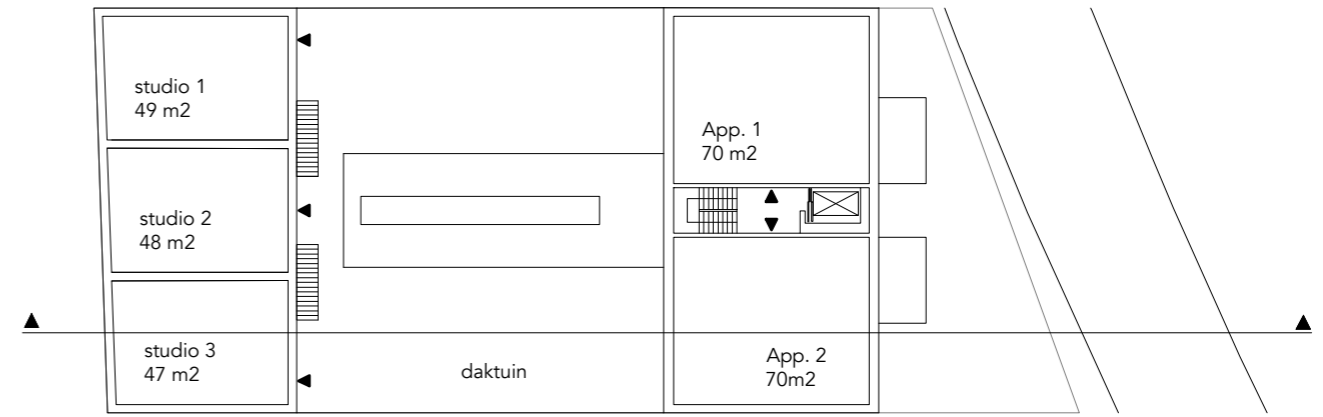 studio 1
49 m2
studio 2
48 m2
studio 3
47 m2
daktuin
App. 1
70 m2
App. 2
70m2